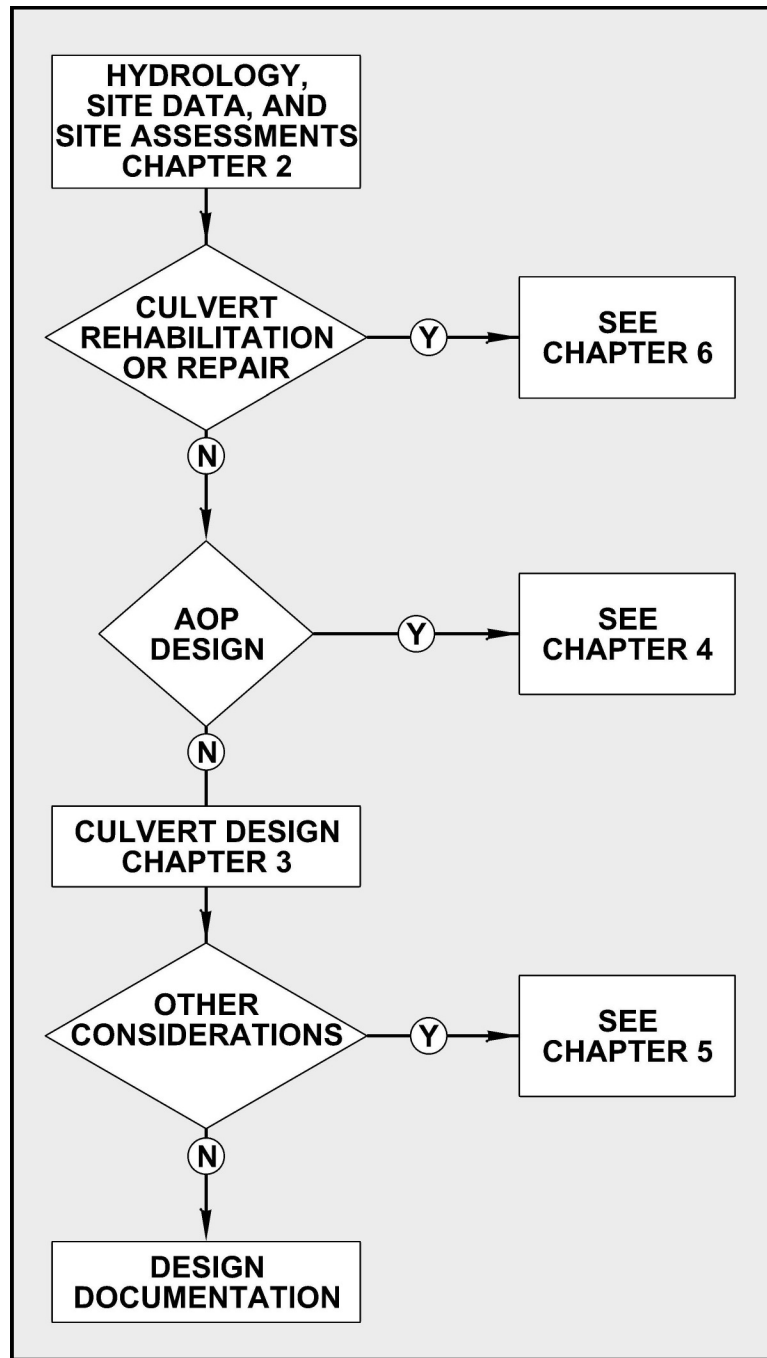 HYDROLOGY,
SITE DATA, AND
SITE ASSESSMENTS
CHAPTER 2
CULVERT
REHABILITATION
OR REPAIR
Y
SEE
CHAPTER 6
N
AOP
DESIGN
Y
SEE
CHAPTER 4
N
CULVERT DESIGN
CHAPTER 3
OTHER
CONSIDERATIONS
Y
SEE
CHAPTER 5
N
DESIGN
DOCUMENTATION